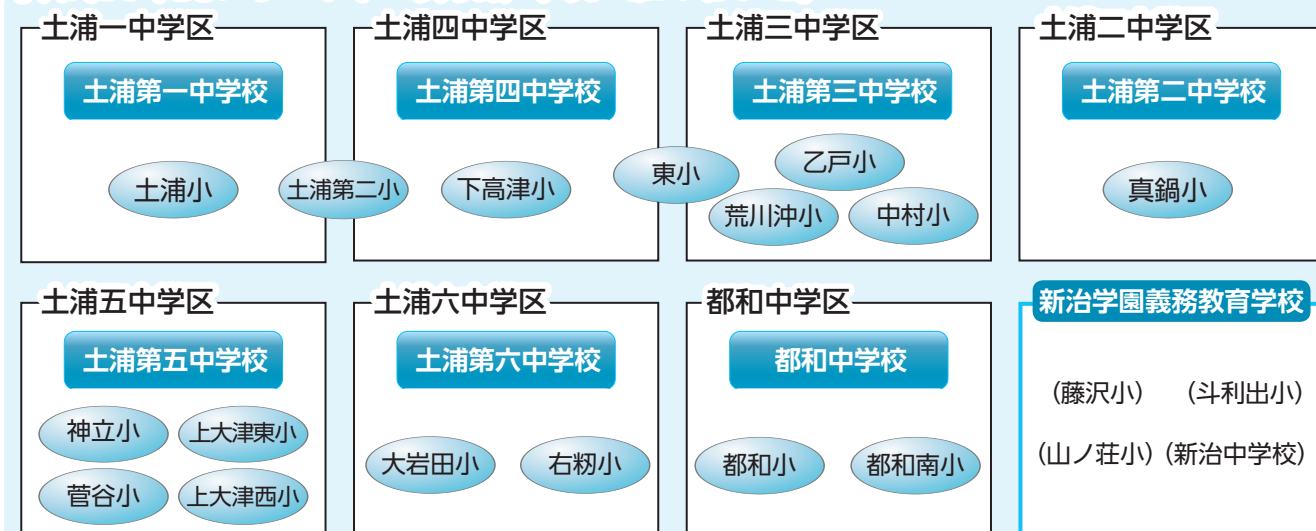 土浦一中学区
土浦第一中学校
土浦小
土浦第二小
土浦四中学区
土浦第四中学校
下高津小
東小
土浦三中学区
土浦第三中学校
乙戸小
荒川沖小
中村小
土浦二中学区
土浦第二中学校
真鍋小
土浦五中学区
土浦第五中学校
神立小
上大津東小
菅谷小
上大津西小
土浦六中学区
土浦第六中学校
大岩田小
右籾小
都和中学区
都和中学校
都和小
都和南小
新治学園義務教育学校
(藤沢小) (斗利出小)
(山ノ荘小) (新治中学校)